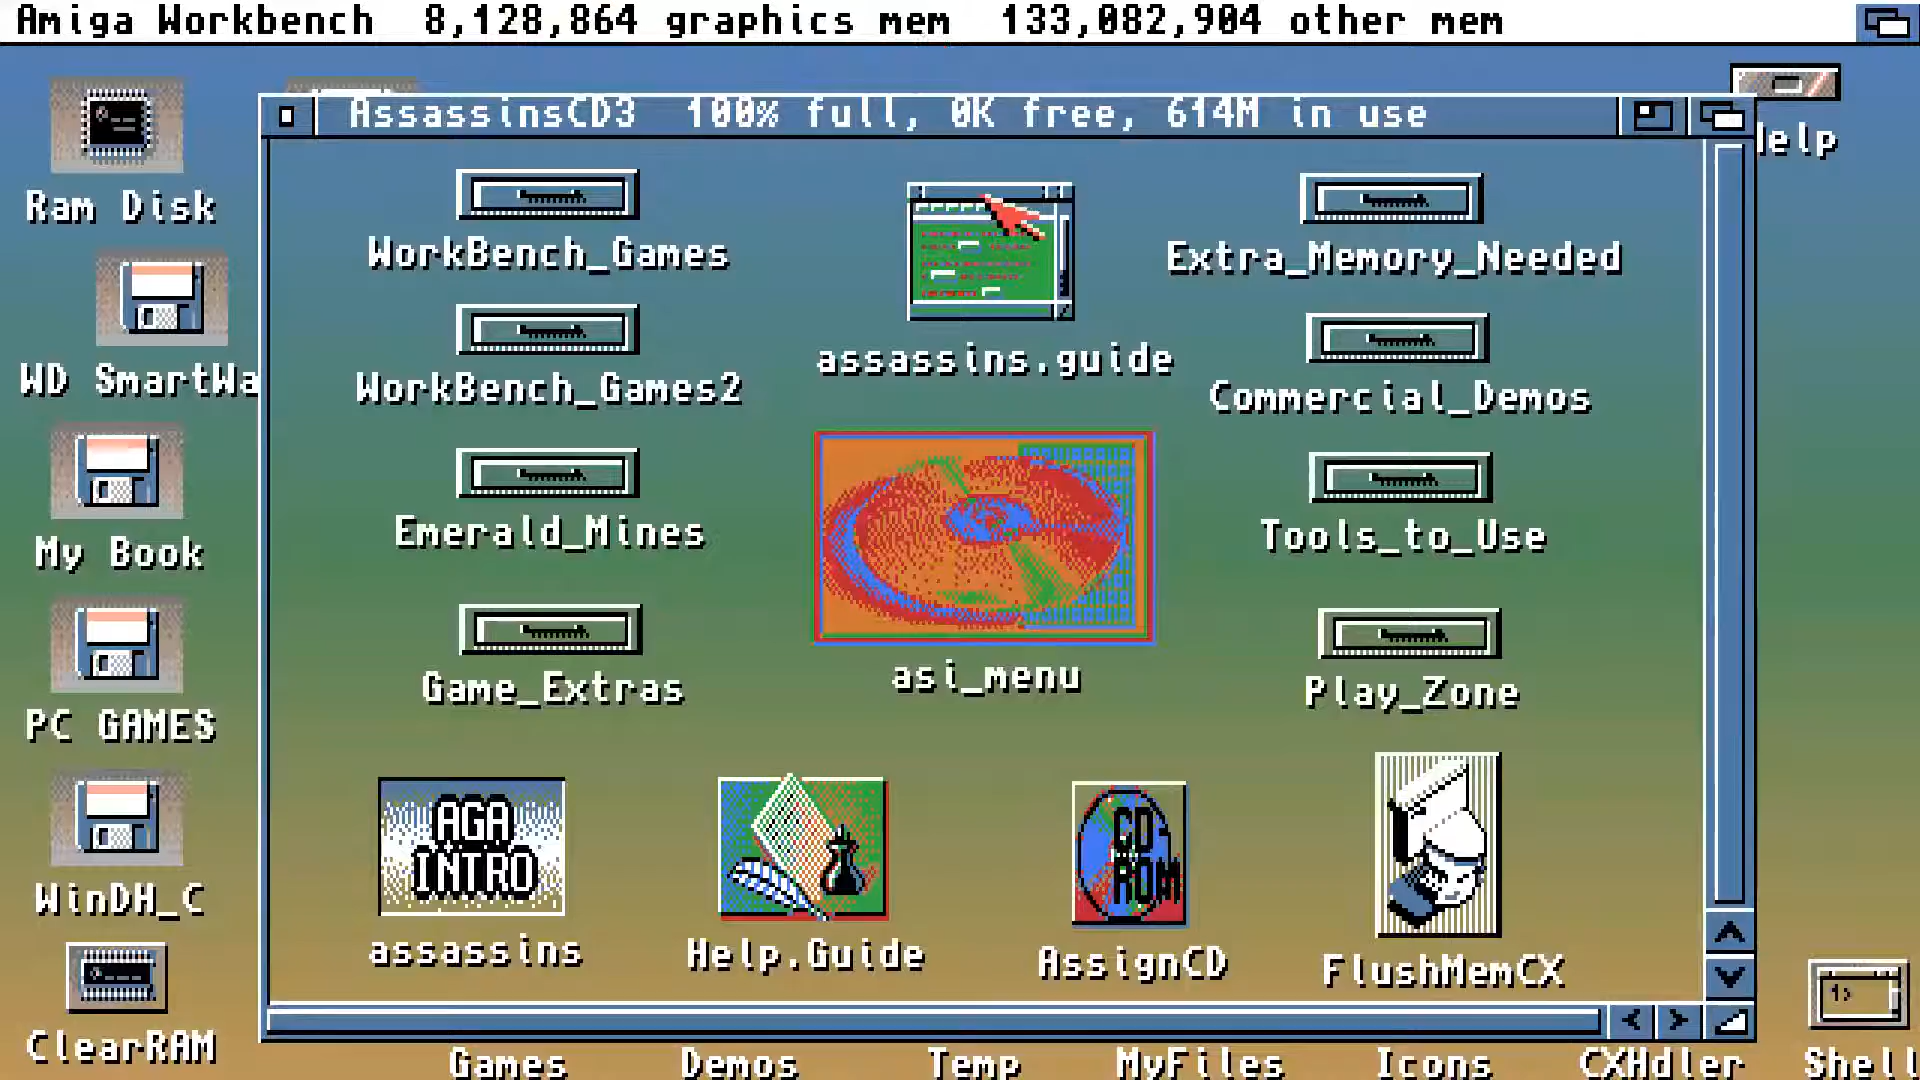 Amiga Workbench 8,128,864 graphics mem 133,082,904 other mem
AssassinsCD3 100% full, 0K free, 614M in use
Help
Ram Disk
WorkBench_Games
Extra_Memory_Needed
assassins.guide
WD SmartWa
WorkBench_Games2
Commercial_Demos
My Book
Emerald_Mines
Tools_to_Use
PC GAMES
Game_Extras
asi_menu
Play_Zone
AGA
INTRO
CD-
ROM
WinDH_C
assassins
Help.Guide
AssignCD
FlushMemCX
1>
ClearRAM
Games
Demos
Temp
MyFiles
Icons
CXHdler
Shell